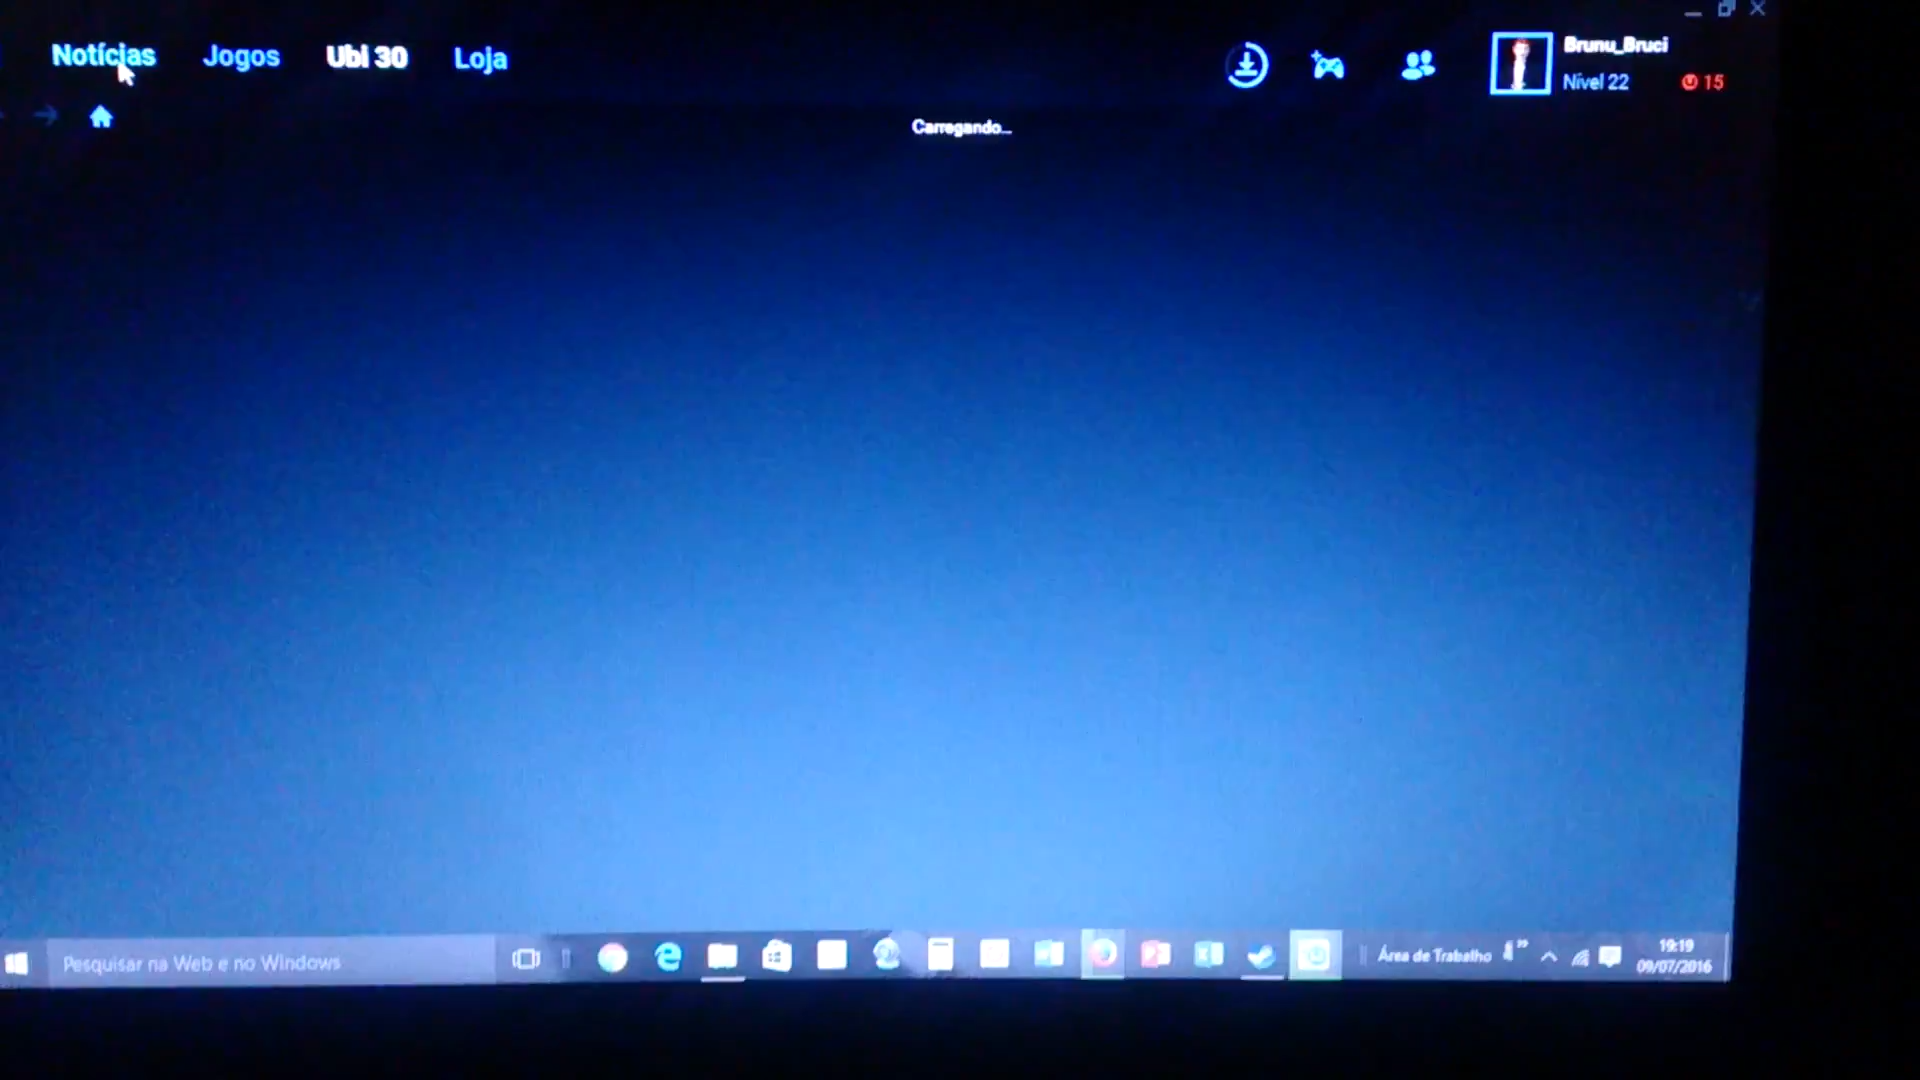 Notícias Jogos Ubi 30 Loja
Brunu_Bruci
Nível 22 15
Carregando...
Pesquisar na Web e no Windows
Área de Trabalho
19:19
09/07/2016